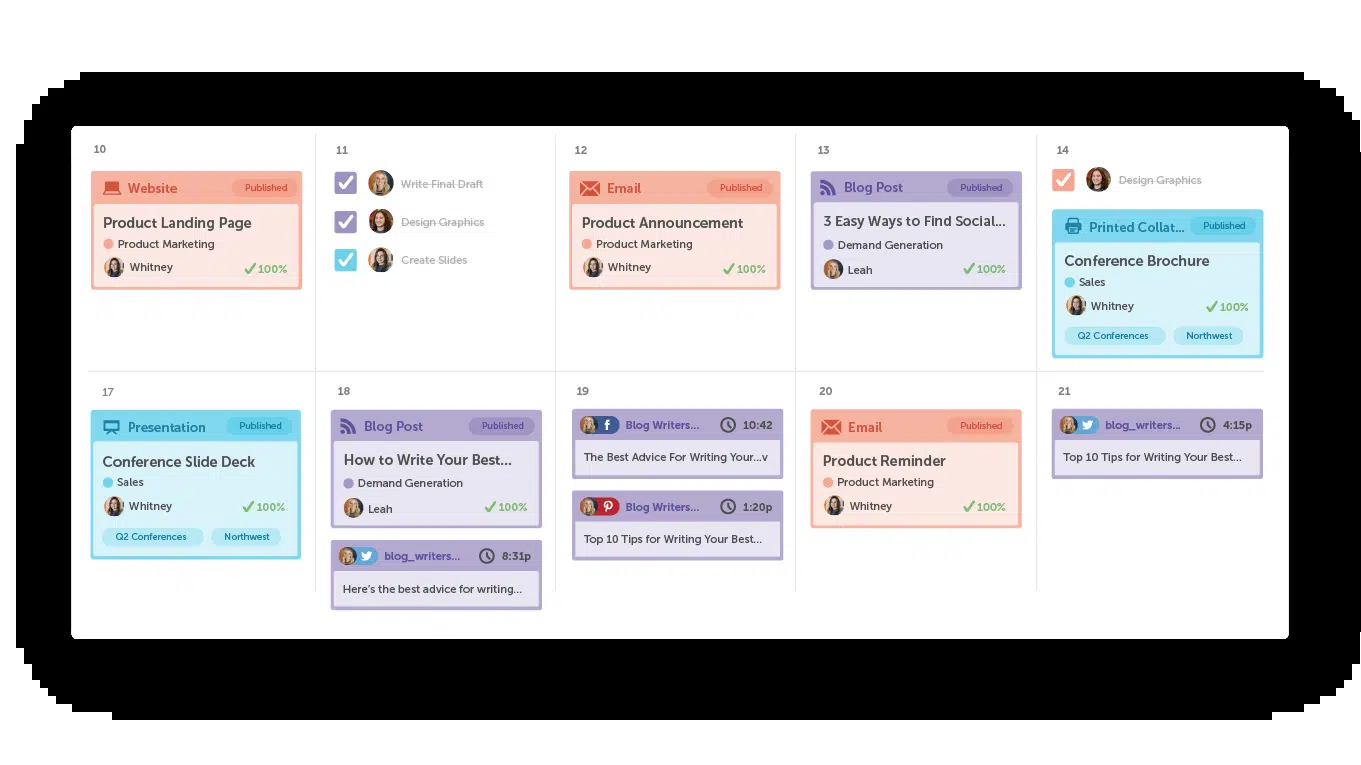 10
Website
Published
Product Landing Page
Product Marketing
Whitney
100%
11
Write Final Draft
Design Graphics
Create Slides
12
Email
Published
Product Announcement
Product Marketing
Whitney
100%
13
Blog Post
Published
3 Easy Ways to Find Social...
Demand Generation
Leah
100%
14
Design Graphics
Printed Collat...
Published
Conference Brochure
Sales
Whitney
100%
Q2 Conferences
Northwest
17
Presentation
Published
Conference Slide Deck
Sales
Whitney
100%
Q2 Conferences
Northwest
18
Blog Post
Published
How to Write Your Best...
Demand Generation
Leah
100%
blog_writers...
8:31p
Here's the best advice for writing...
19
f
Blog Writers...
10:42
The Best Advice For Writing Your...v
Blog Writers...
1:20p
Top 10 Tips for Writing Your Best...
20
Email
Published
Product Reminder
Product Marketing
Whitney
100%
21
blog_writers...
4:15p
Top 10 Tips for Writing Your Best...